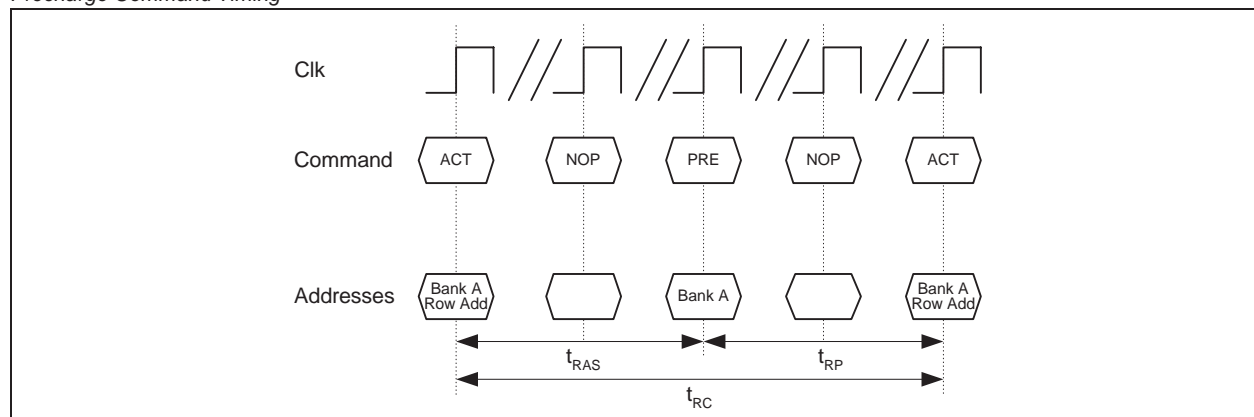 Precharge Command Timing
Clk
Command
ACT
NOP
PRE
NOP
ACT
Addresses
Bank A
Row Add
Bank A
Bank A
Row Add
tRAS
tRP
tRC